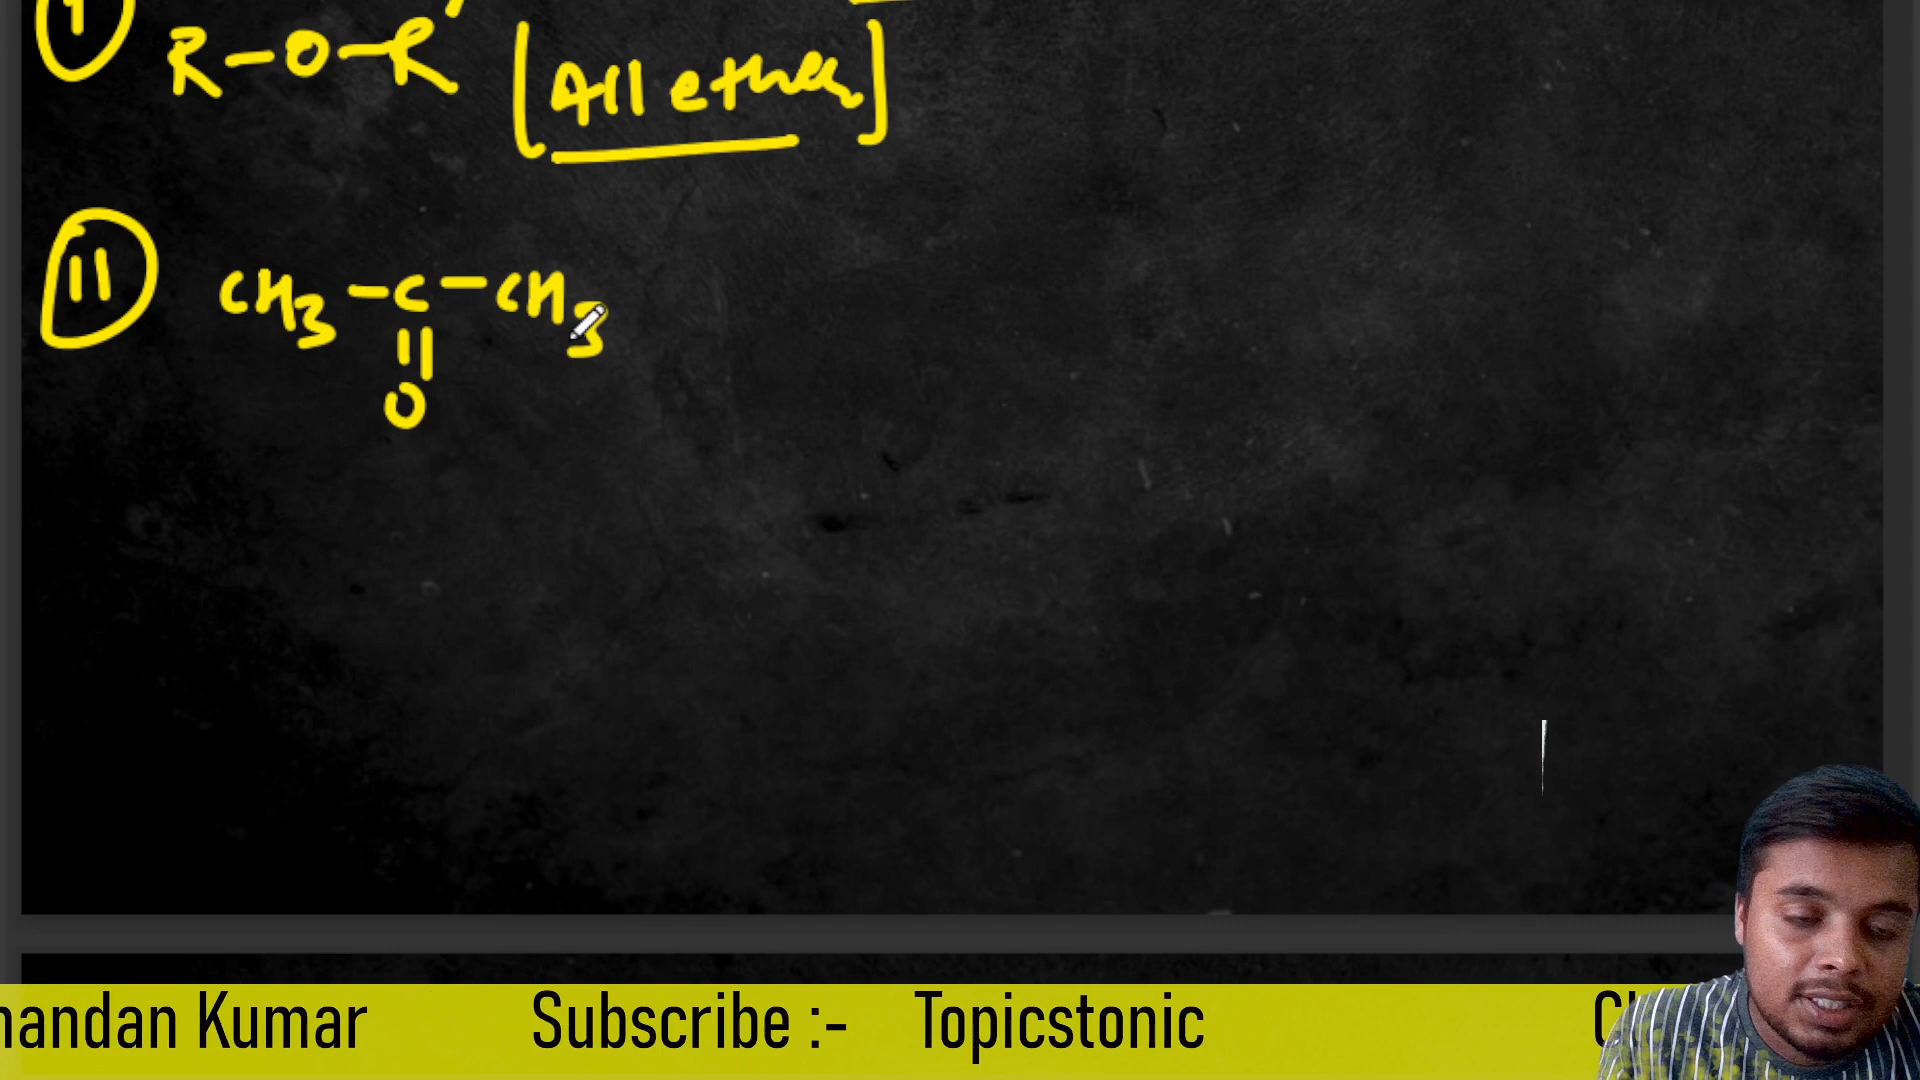 R-O-R [All ether]
11 CH3-C-CH3
||
O
handan Kumar Subscribe :- Topicstonic